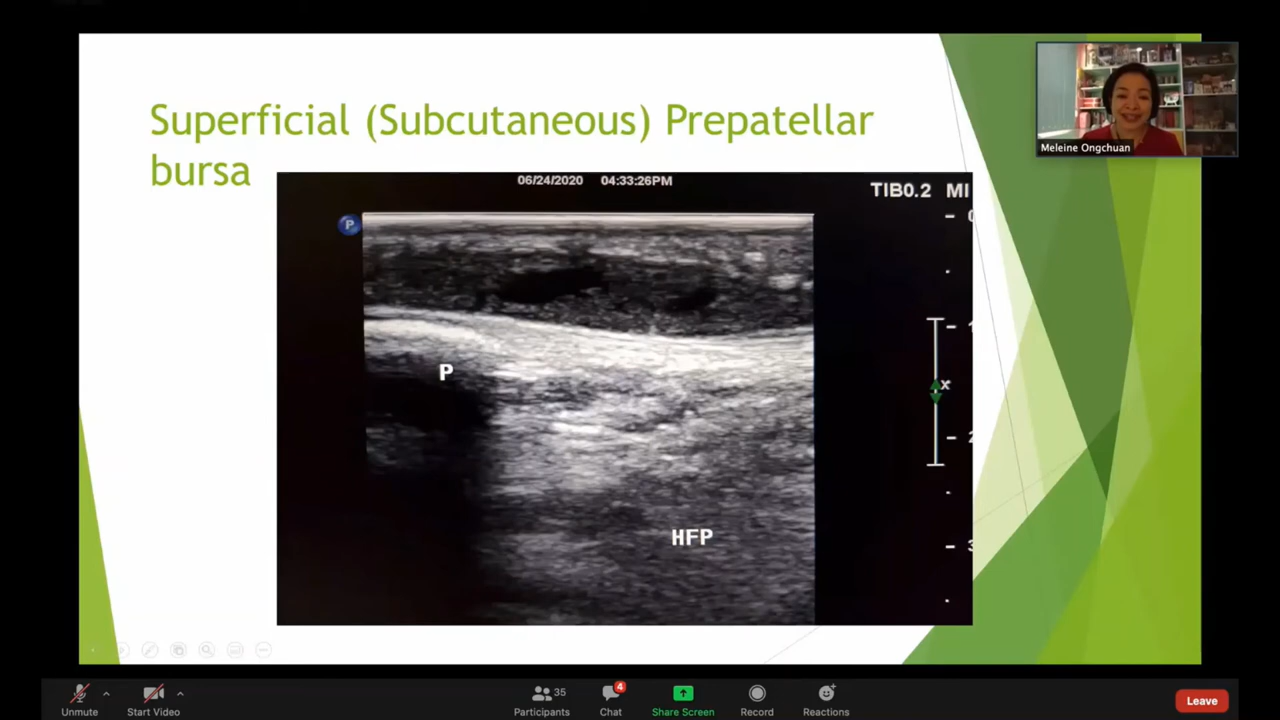 Superficial (Subcutaneous) Prepatellar
bursa
Meleine Ongchuan
06/24/2020 04:33:26PM
TIB0.2 MI
P
P
x
HFP
Unmute
Start Video
35
Participants
4
Chat
Share Screen
Record
Reactions
Leave